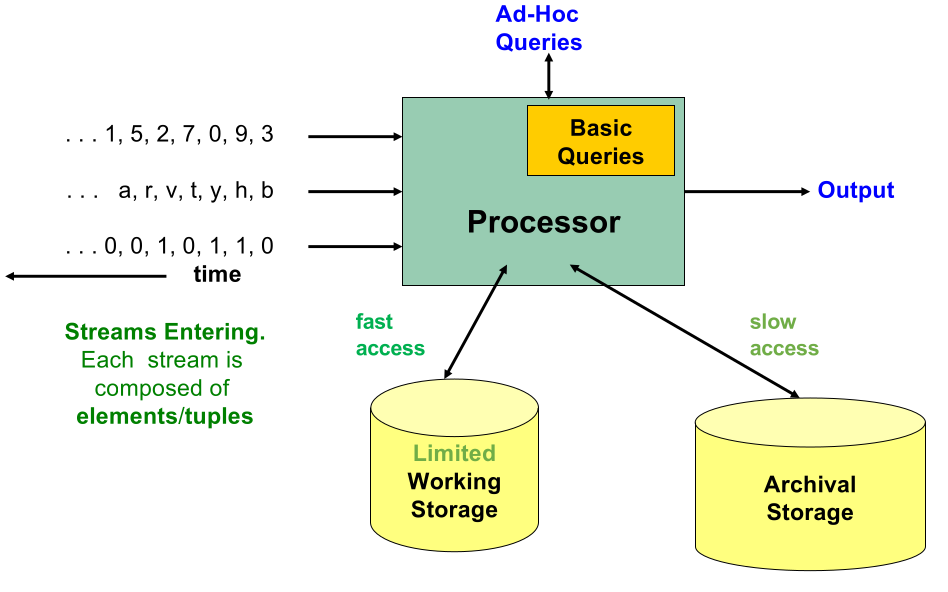 Ad-Hoc
Queries
Basic
Queries
. . . 1, 5, 2, 7, 0, 9, 3
. . . a, r, v, t, y, h, b
. . . 0, 0, 1, 0, 1, 1, 0
time
Processor
Output
Streams Entering.
Each stream is
composed of
elements/tuples
fast
access
slow
access
Limited
Working
Storage
Archival
Storage